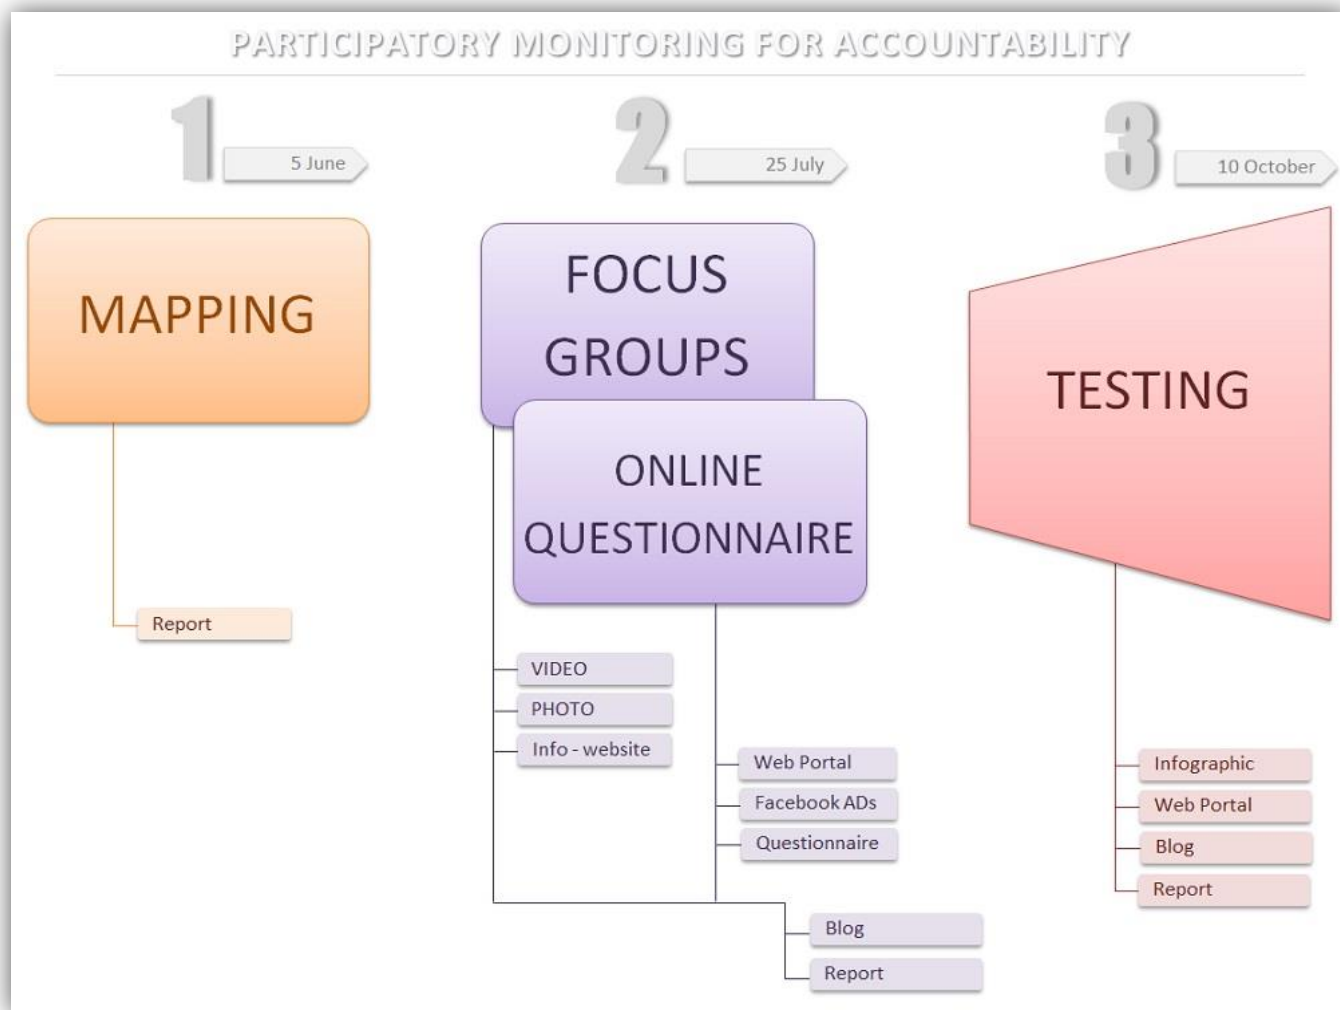 PARTICIPATORY MONITORING FOR ACCOUNTABILITY
1
5 June
2
25 July
3
10 October
MAPPING
Report
FOCUS
GROUPS
ONLINE
QUESTIONNAIRE
VIDEO
PHOTO
Info - website
Web Portal
Facebook ADs
Questionnaire
Blog
Report
TESTING
Infographic
Web Portal
Blog
Report